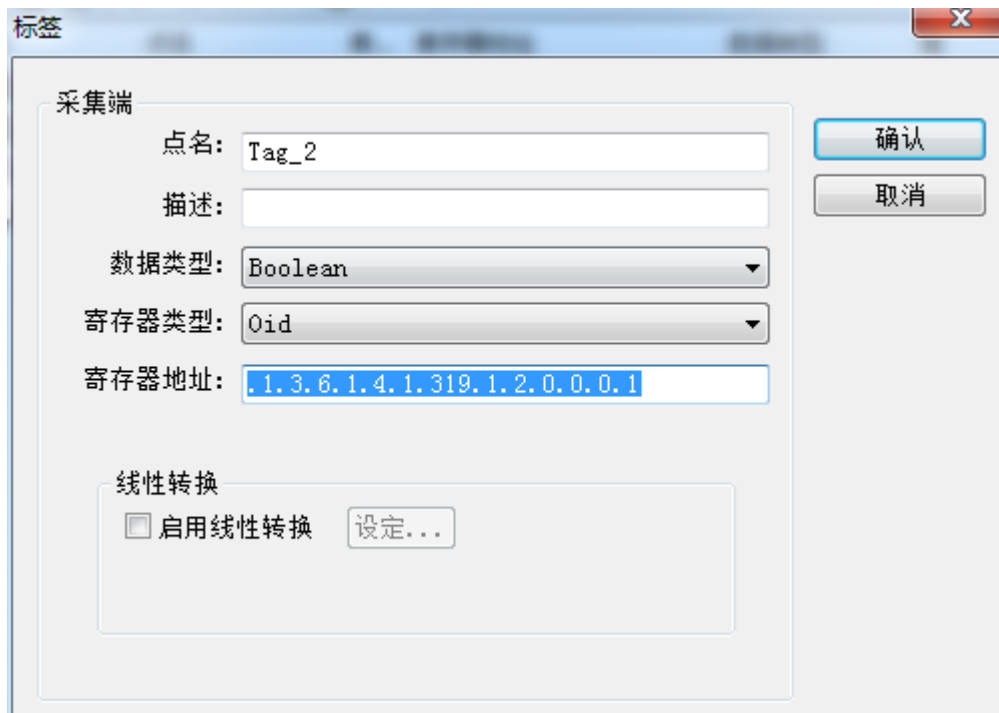 标签
采集端
点名: Tag_2
确认
描述:
取消
数据类型: Boolean
寄存器类型: Oid
寄存器地址: .1.3.6.1.4.1.319.1.2.0.0.0.1
线性转换
启用线性转换 设定...